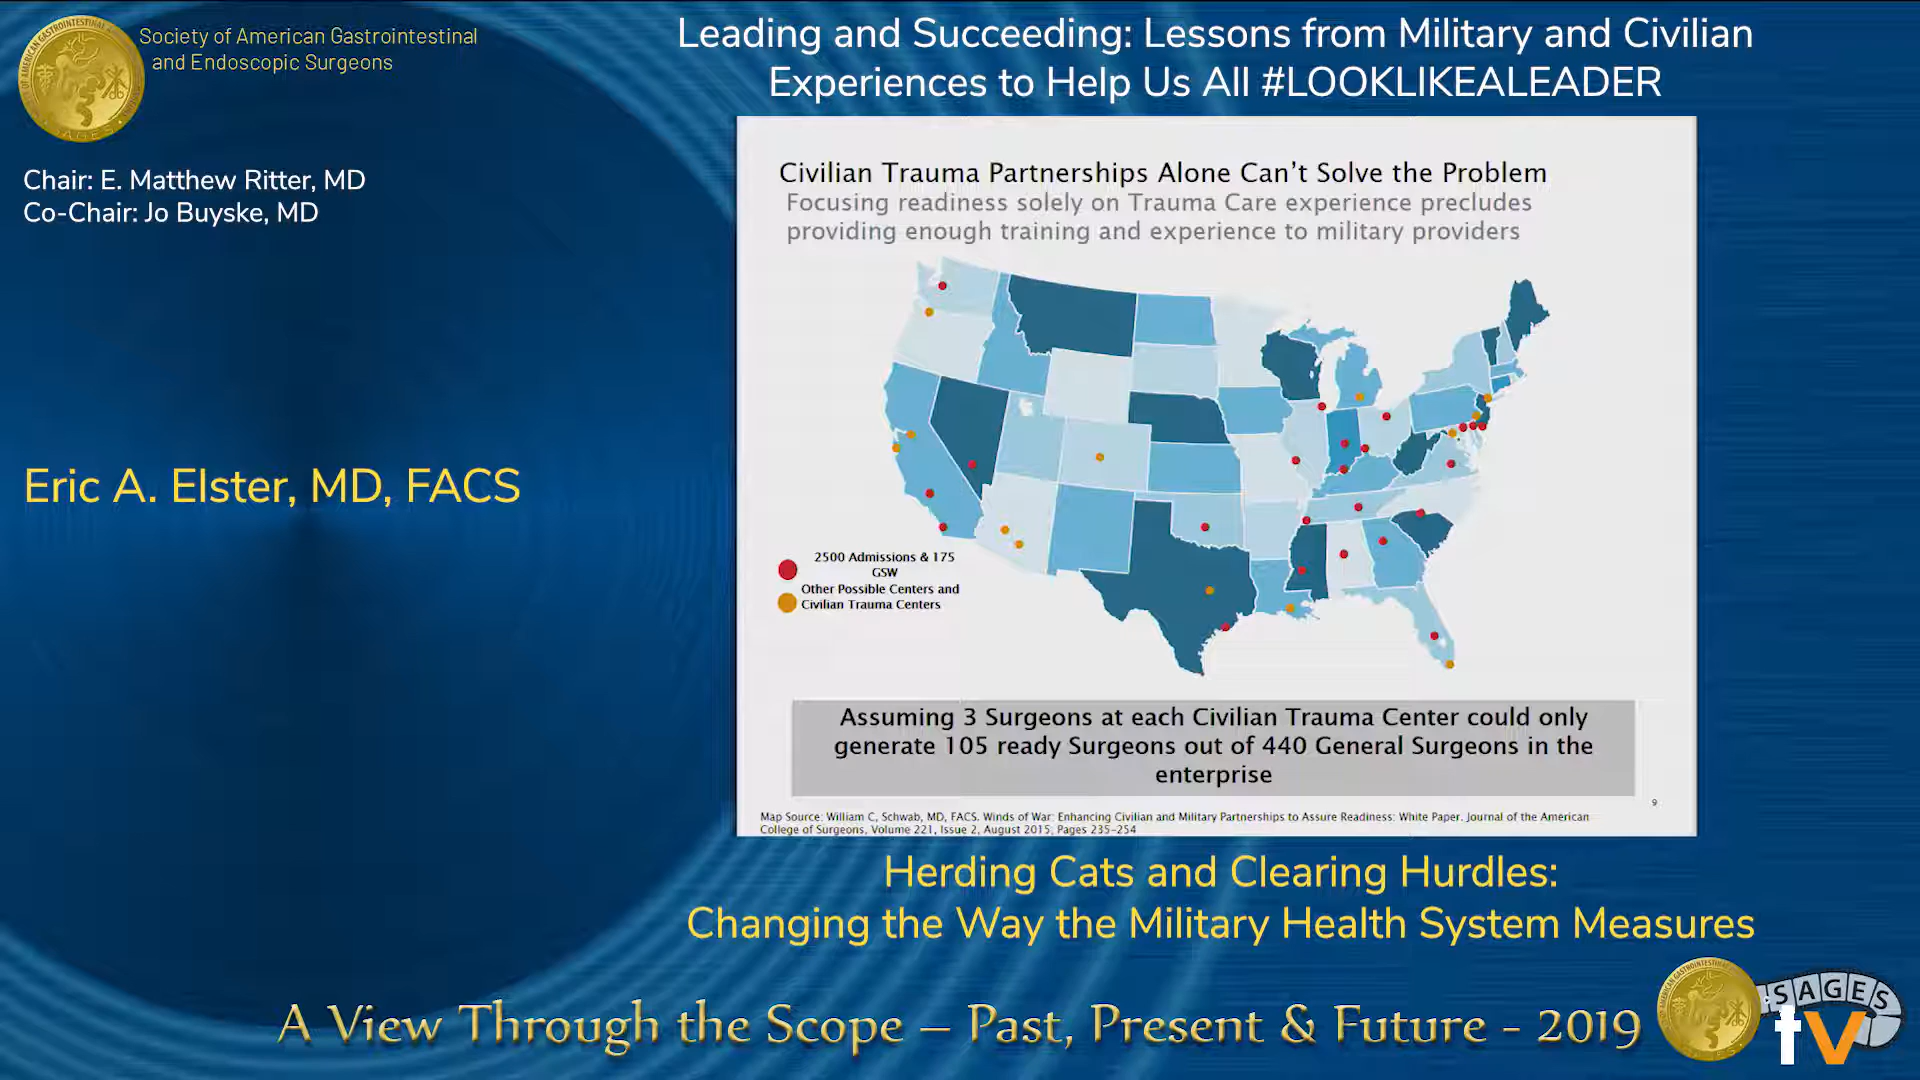 Society of American Gastrointestinal
and Endoscopic Surgeons
Leading and Succeeding: Lessons from Military and Civilian
Experiences to Help Us All #LOOKLIKEALEADER
Chair: E. Matthew Ritter, MD
Co-Chair: Jo Buyske, MD
Eric A. Elster, MD, FACS
Civilian Trauma Partnerships Alone Can't Solve the Problem
Focusing readiness solely on Trauma Care experience precludes
providing enough training and experience to military providers
2500 Admissions & 175
GSW
Other Possible Centers and
Civilian Trauma Centers
Assuming 3 Surgeons at each Civilian Trauma Center could only
generate 105 ready Surgeons out of 440 General Surgeons in the
enterprise
9
Map Source: William C, Schwab, MD, FACS. Winds of War: Enhancing Civilian and Military Partnerships to Assure Readiness: White Paper. Journal of the American
College of Surgeons, Volume 221, Issue 2, August 2015, Pages 235-254
Herding Cats and Clearing Hurdles:
Changing the Way the Military Health System Measures
A View Through the Scope – Past, Present & Future - 2019
SAGES
tv